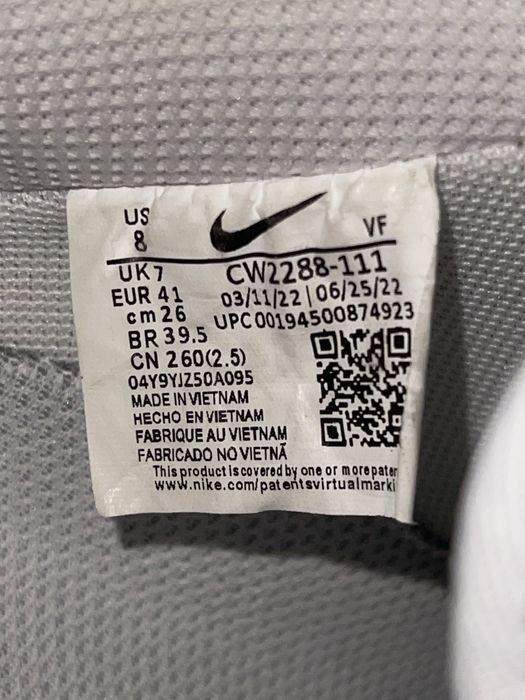 US
8
VF
UK 7
CW2288-111
EUR 41
03/11/22 | 06/25/22
cm 26
UPC 00194500874923
BR 39.5
CN 260(2.5)
04Y9YJZ50A095
MADE IN VIETNAM
HECHO EN VIETNAM
FABRIQUE AU VIETNAM
FABRICADO NO VIETNÃ
This product is covered by one or more paten
www.nike.com/patentsvirtualmarki